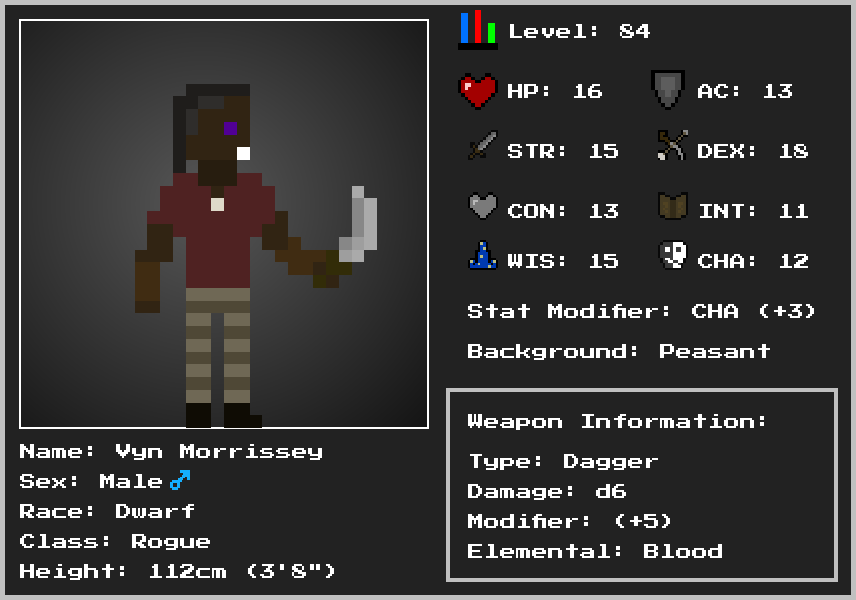 Level: 84
HP: 16
AC: 13
STR: 15
DEX: 18
CON: 13
INT: 11
WIS: 15
CHA: 12
Stat Modifier: CHA (+3)
Background: Peasant
Weapon Information:
Type: Dagger
Damage: d6
Modifier: (+5)
Elemental: Blood
Name: Vyn Morrissey
Sex: Male ♂
Race: Dwarf
Class: Rogue
Height: 112cm (3'8")